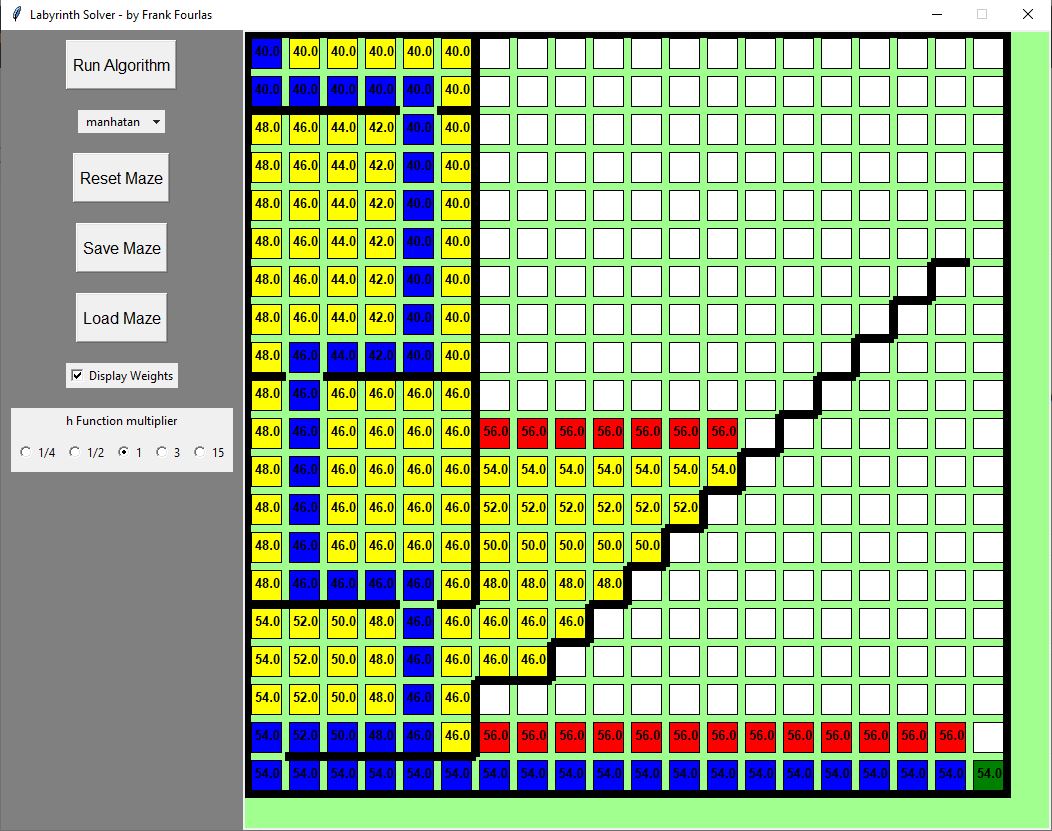 Labyrinth Solver - by Frank Fourlas
Run Algorithm
manhatan
Reset Maze
Save Maze
Load Maze
Display Weights
h Function multiplier
1/4 1/2 1 3 15
40.0 40.0 40.0 40.0 40.0 40.0
40.0 40.0 40.0 40.0 40.0 40.0
48.0 46.0 44.0 42.0 40.0 40.0
48.0 46.0 44.0 42.0 40.0 40.0
48.0 46.0 44.0 42.0 40.0 40.0
48.0 46.0 44.0 42.0 40.0 40.0
48.0 46.0 44.0 42.0 40.0 40.0
48.0 46.0 44.0 42.0 40.0 40.0
48.0 46.0 44.0 42.0 40.0 40.0
48.0 46.0 46.0 46.0 46.0 46.0
48.0 46.0 46.0 46.0 46.0 46.0 56.0 56.0 56.0 56.0 56.0 56.0 56.0
48.0 46.0 46.0 46.0 46.0 46.0 54.0 54.0 54.0 54.0 54.0 54.0 54.0
48.0 46.0 46.0 46.0 46.0 46.0 52.0 52.0 52.0 52.0 52.0 52.0
48.0 46.0 46.0 46.0 46.0 46.0 50.0 50.0 50.0 50.0 50.0
48.0 46.0 46.0 46.0 46.0 46.0 48.0 48.0 48.0 48.0
54.0 52.0 50.0 48.0 46.0 46.0 46.0 46.0 46.0
54.0 52.0 50.0 48.0 46.0 46.0 46.0 46.0
54.0 52.0 50.0 48.0 46.0 46.0
54.0 52.0 50.0 48.0 46.0 46.0 56.0 56.0 56.0 56.0 56.0 56.0 56.0 56.0 56.0 56.0 56.0 56.0 56.0
54.0 54.0 54.0 54.0 54.0 54.0 54.0 54.0 54.0 54.0 54.0 54.0 54.0 54.0 54.0 54.0 54.0 54.0 54.0 54.0